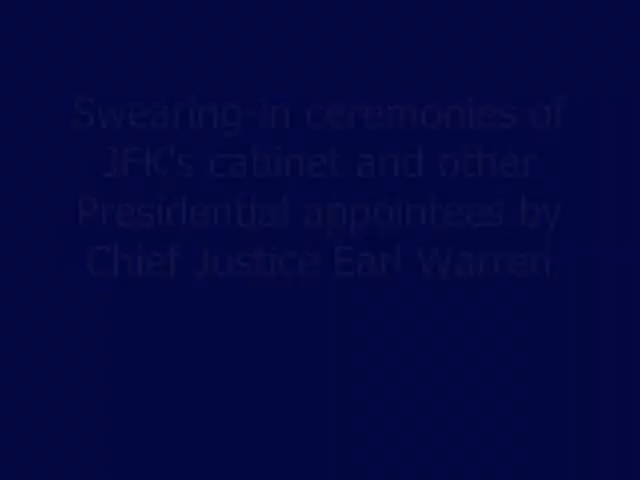 Swearing-in ceremonies of
JFK's cabinet and other
Presidential appointees by
Chief Justice Earl Warren